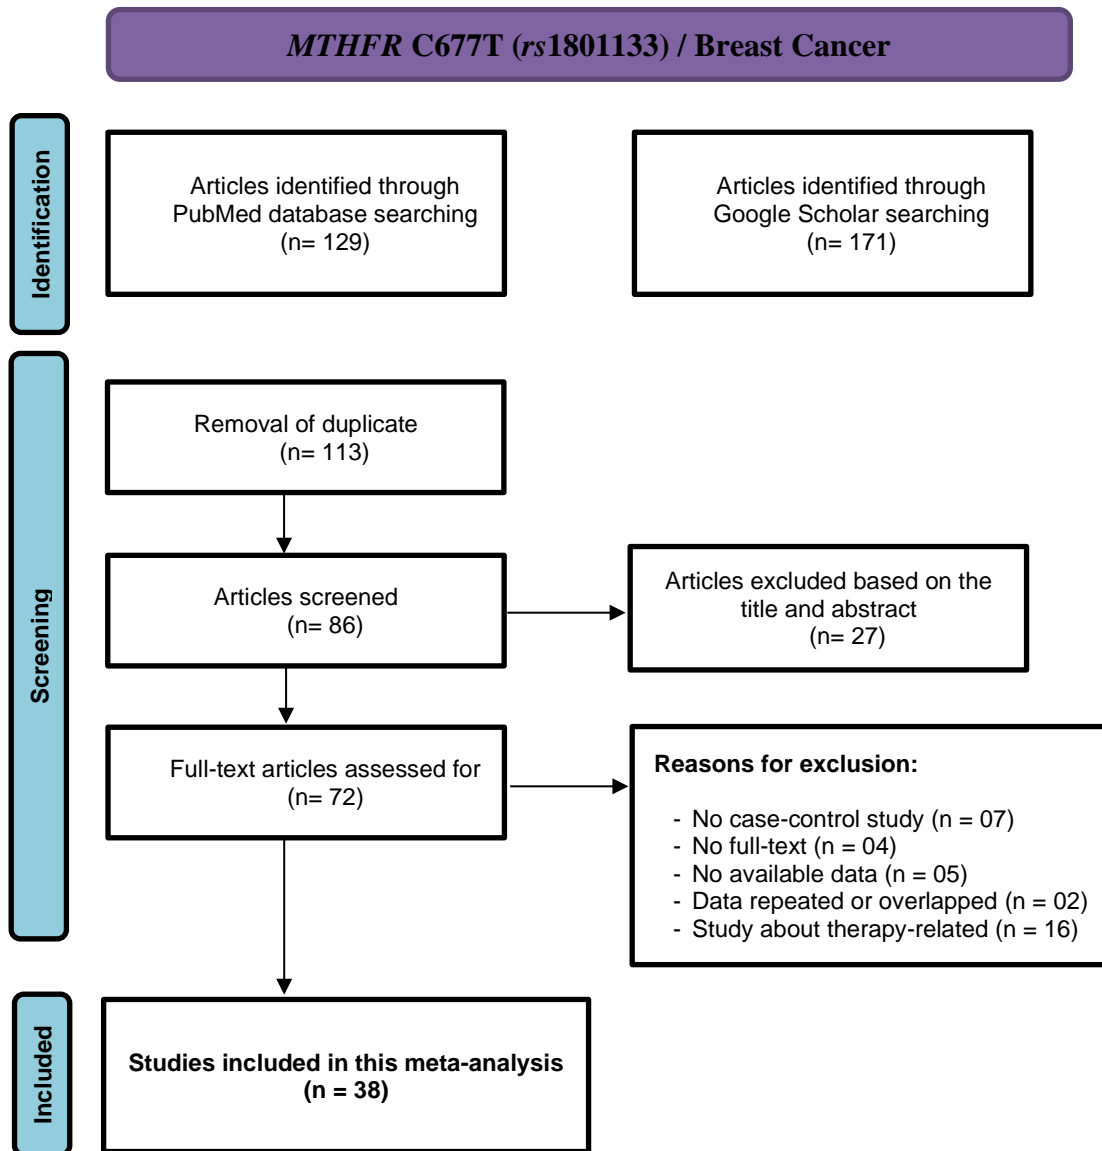 MTHFR C677T (rs1801133) / Breast Cancer
Identification
Articles identified through
PubMed database searching
(n= 129)
Articles identified through
Google Scholar searching
(n= 171)
Screening
Removal of duplicate
(n= 113)
Articles screened
(n= 86)
Articles excluded based on the
title and abstract
(n= 27)
Full-text articles assessed for
(n= 72)
Reasons for exclusion:
- No case-control study (n = 07)
- No full-text (n = 04)
- No available data (n = 05)
- Data repeated or overlapped (n = 02)
- Study about therapy-related (n = 16)
Included
Studies included in this meta-analysis
(n = 38)